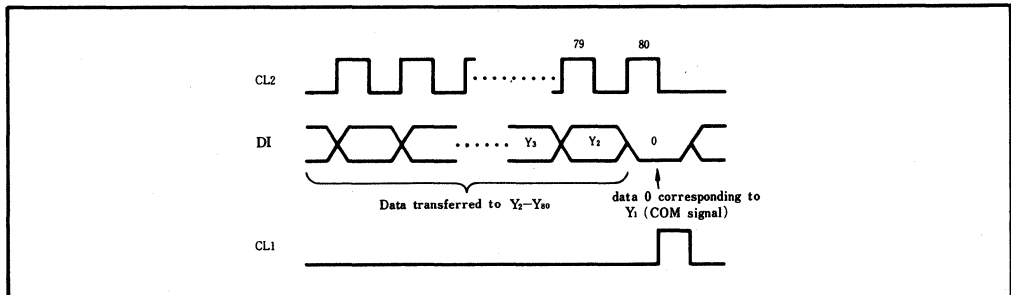 79 80
CL2
DI Y₃ Y₂ 0
Data transferred to Y₂—Y₈₀
data 0 corresponding to
Y₁ (COM signal)
CL1